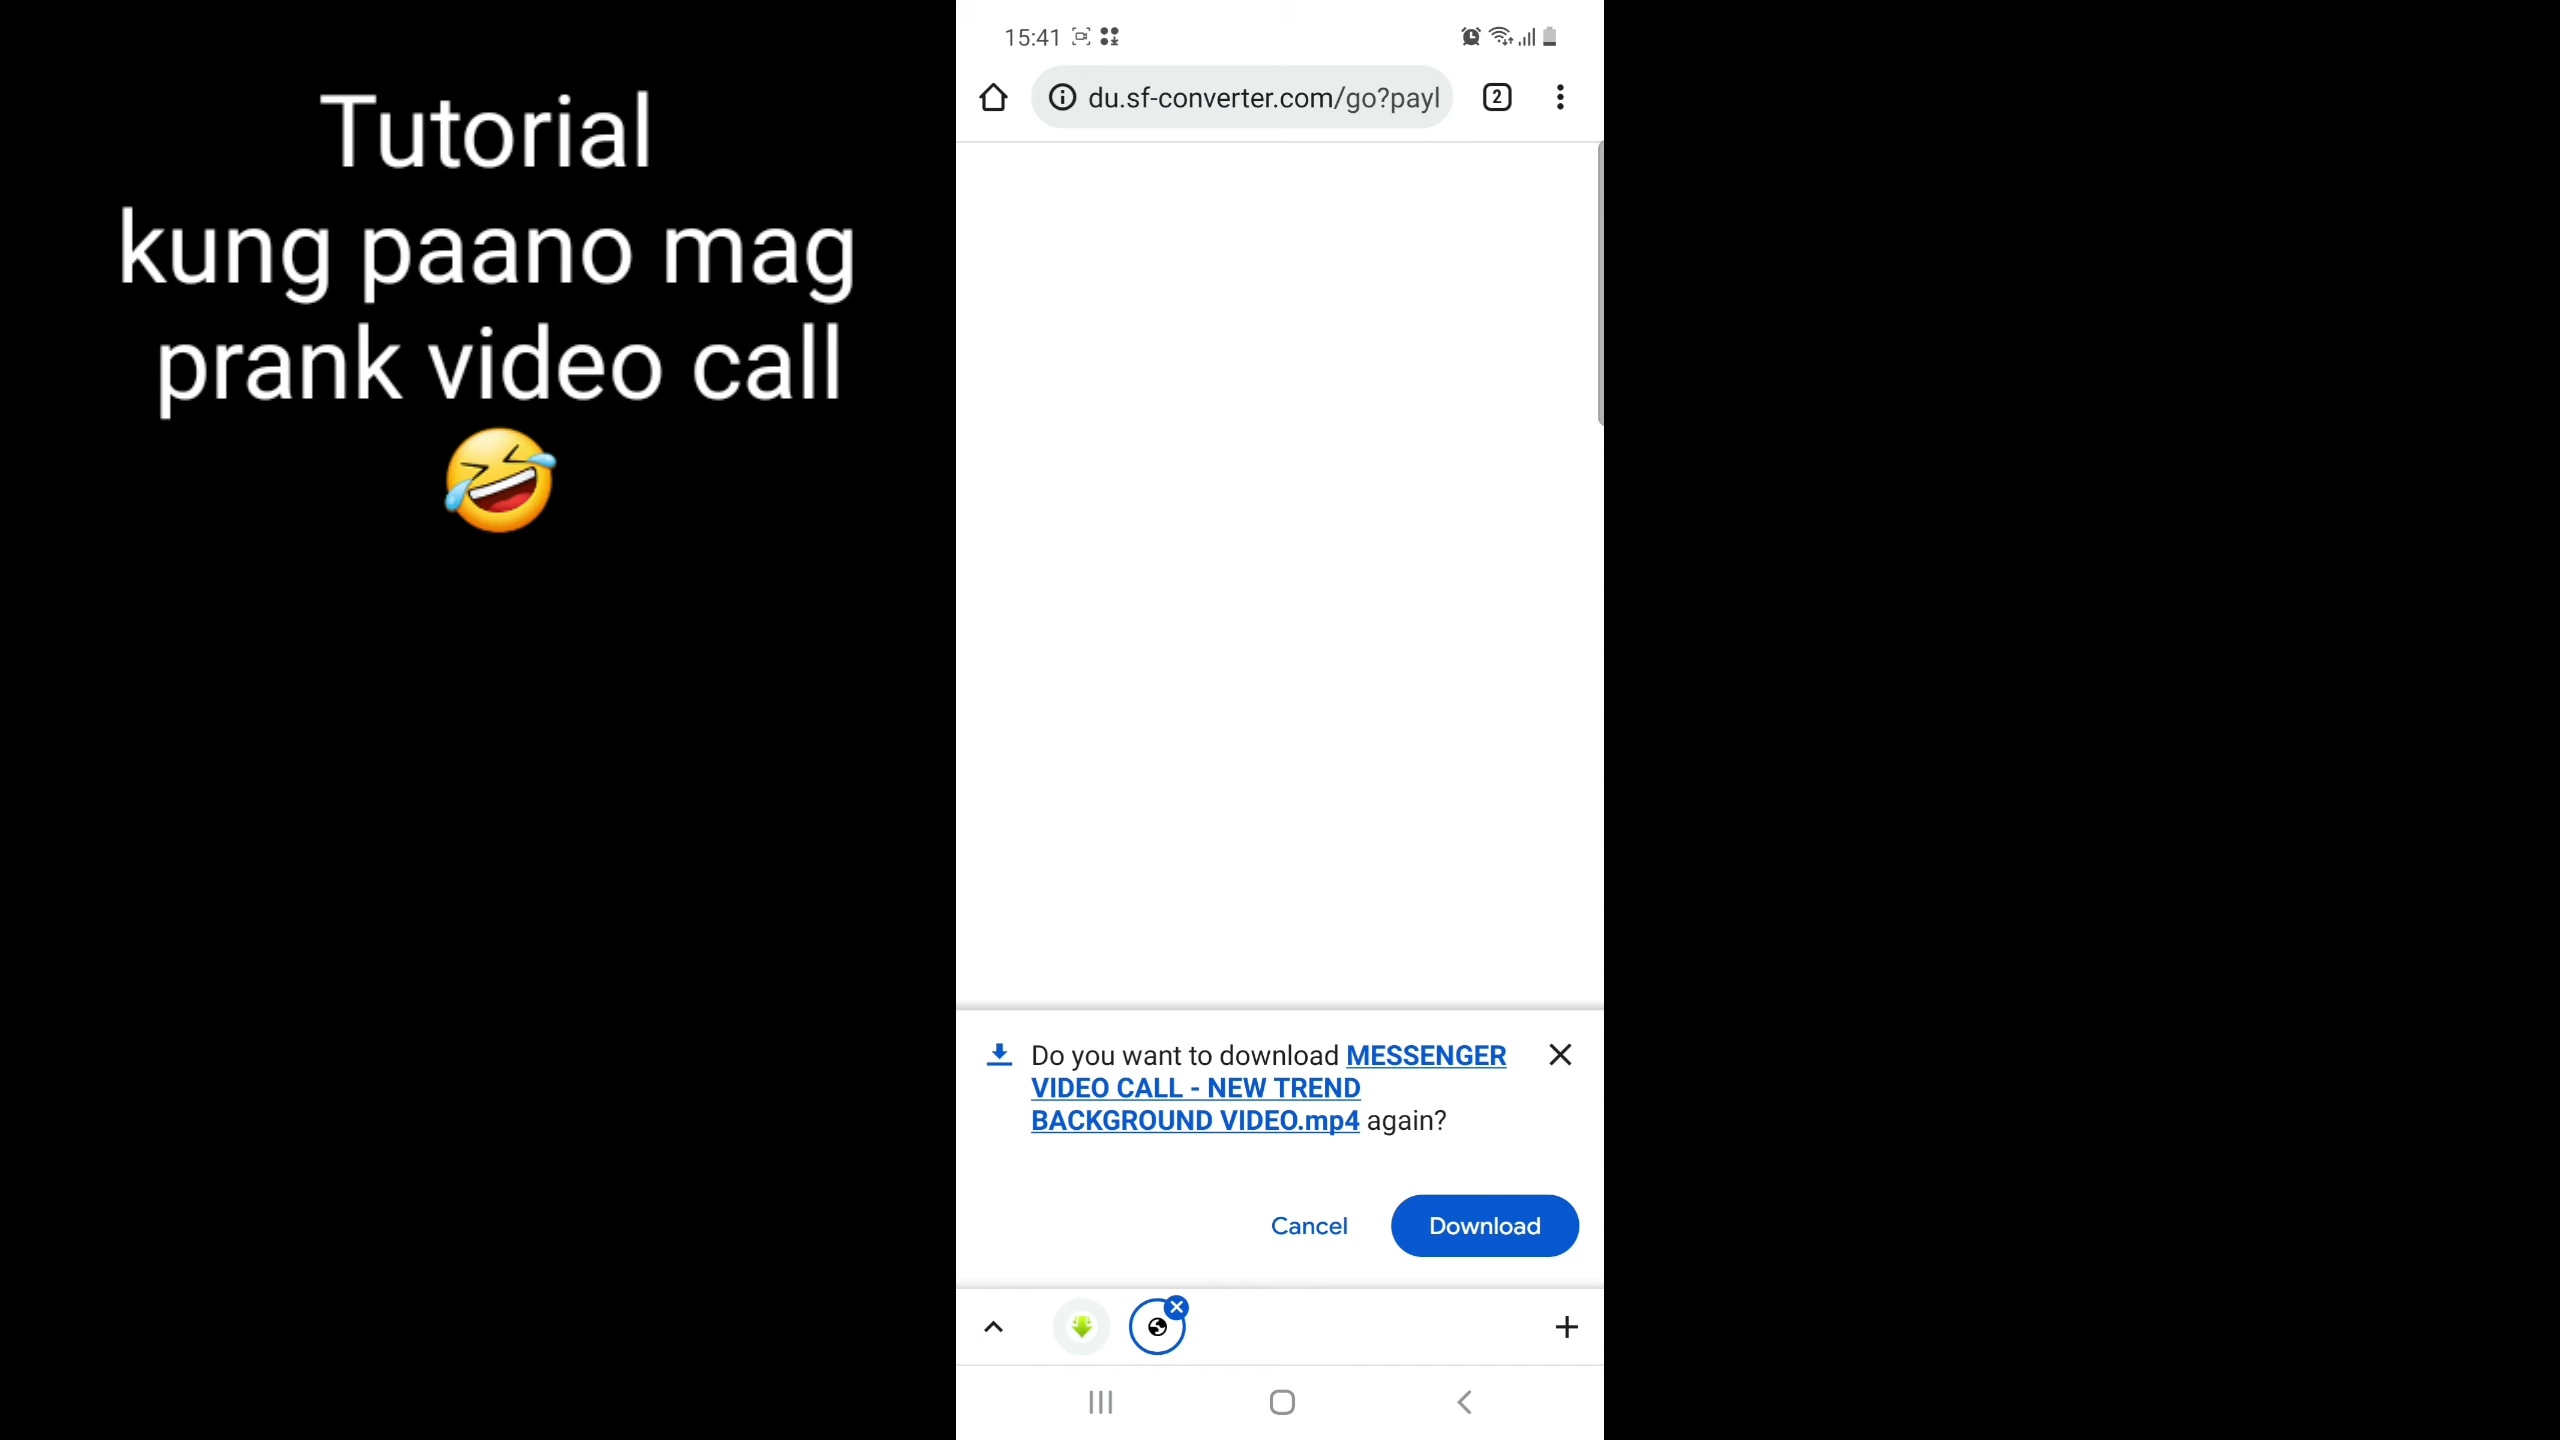 Tutorial
kung paano mag
prank video call
🤣
15:41
du.sf-converter.com/go?payl
2
Do you want to download MESSENGER
VIDEO CALL - NEW TREND
BACKGROUND VIDEO.mp4 again?
Cancel
Download